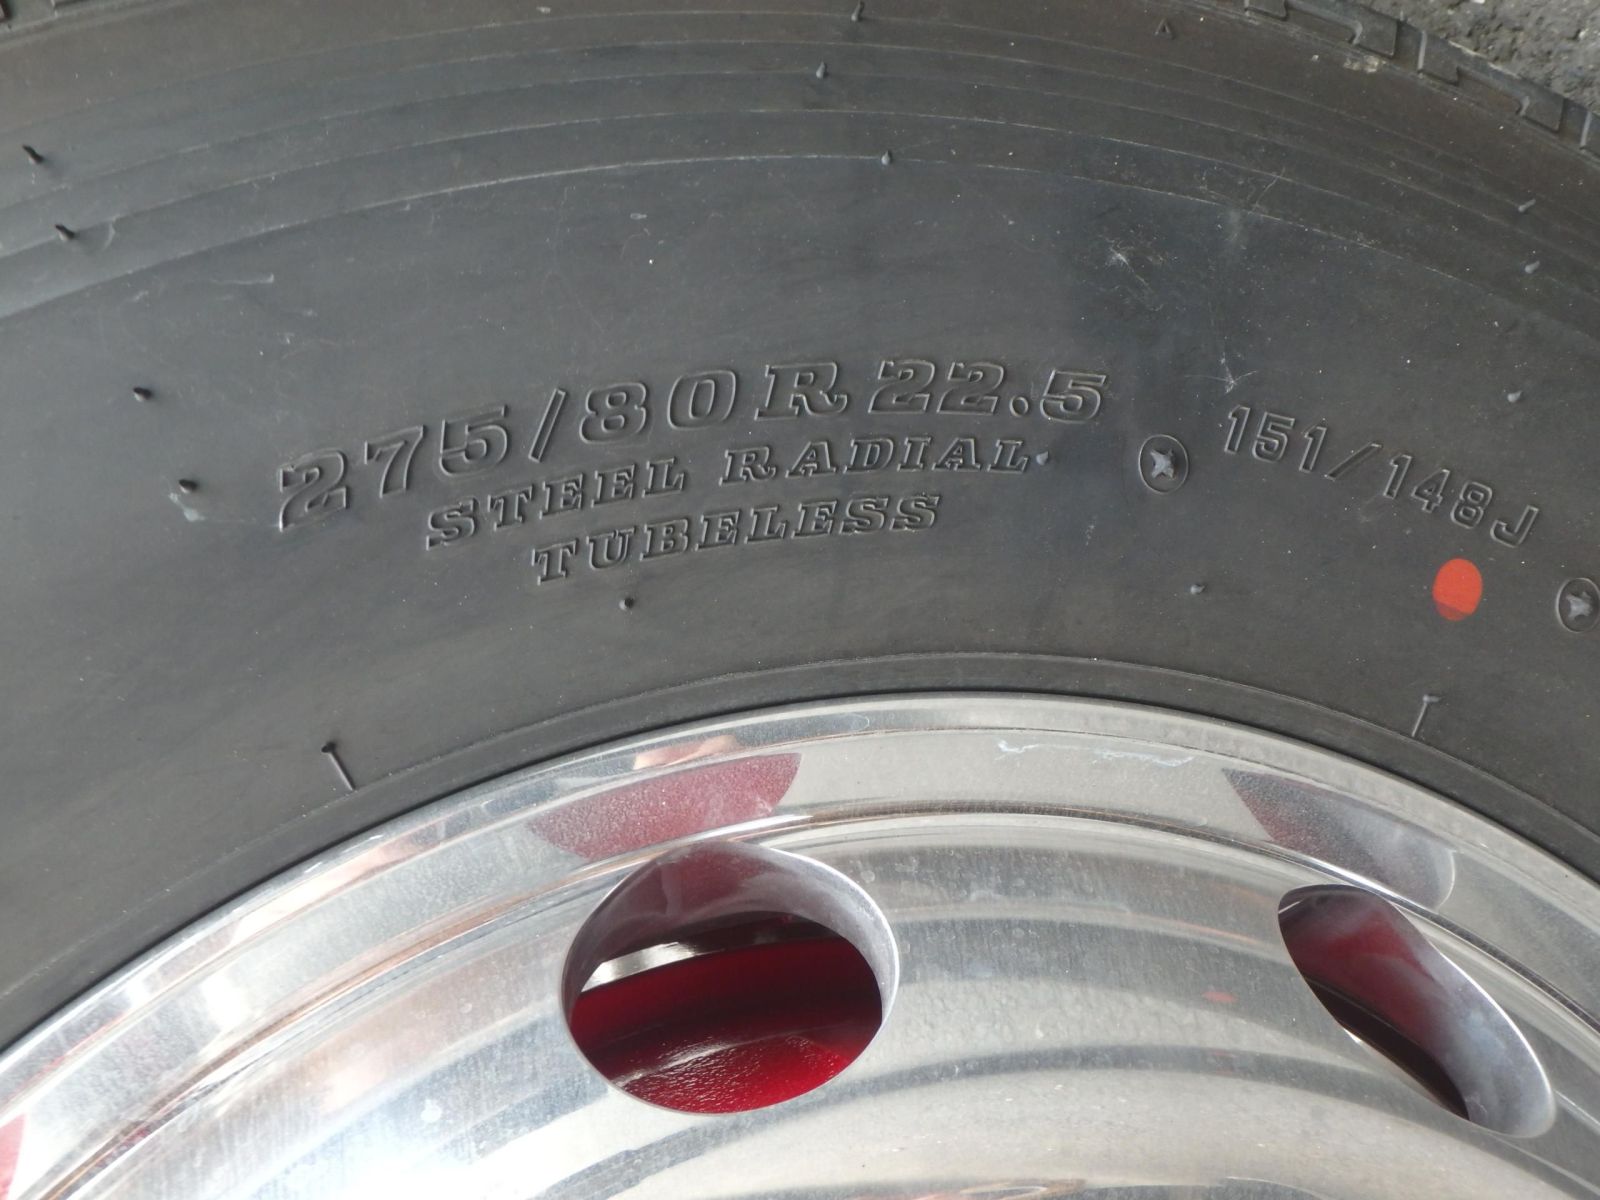 275/80R22.5
STEEL RADIAL
TUBELESS
151/148J